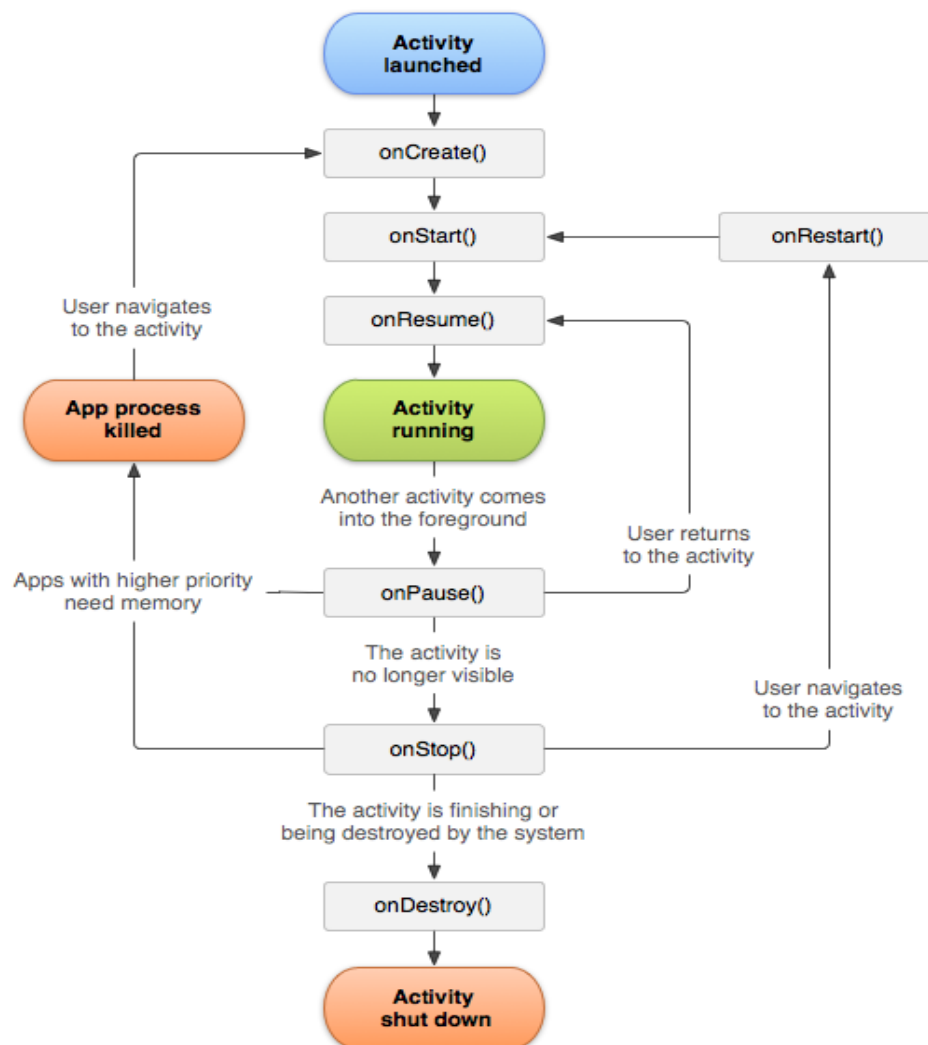 Activity
launched
onCreate()
onStart()
onRestart()
onResume()
User navigates
to the activity
App process
killed
Activity
running
Another activity comes
into the foreground
User returns
to the activity
Apps with higher priority
need memory
onPause()
The activity is
no longer visible
User navigates
to the activity
onStop()
The activity is finishing or
being destroyed by the system
onDestroy()
Activity
shut down